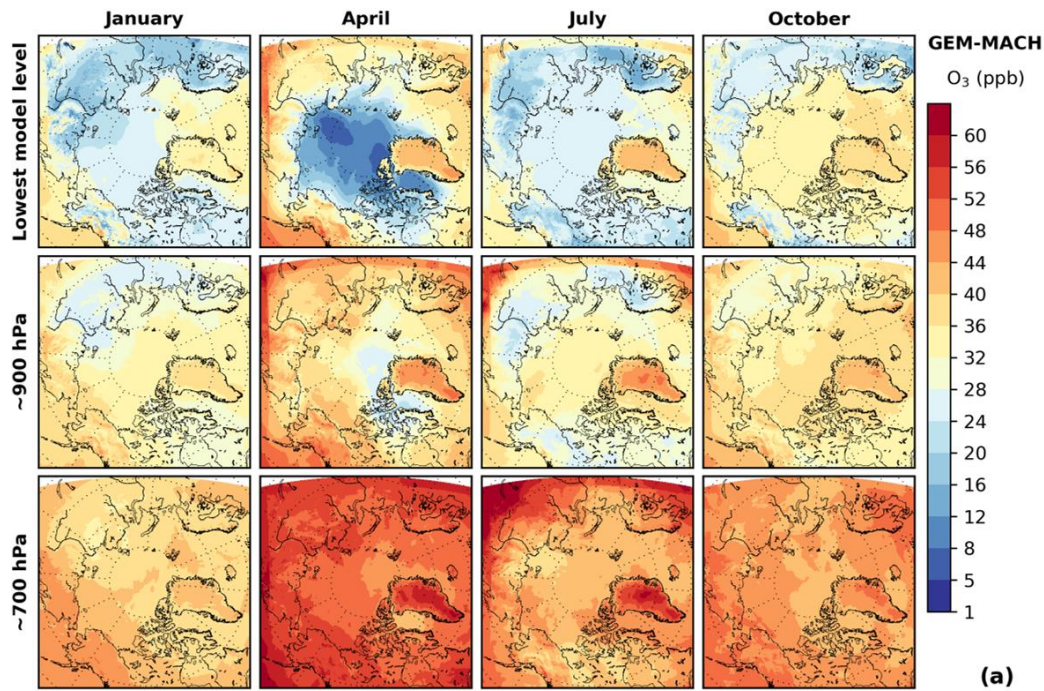 January April July October
GEM-MACH
O₃ (ppb)
Lowest model level
~900 hPa
~700 hPa
60
56
52
48
44
40
36
32
28
24
20
16
12
8
5
1
(a)